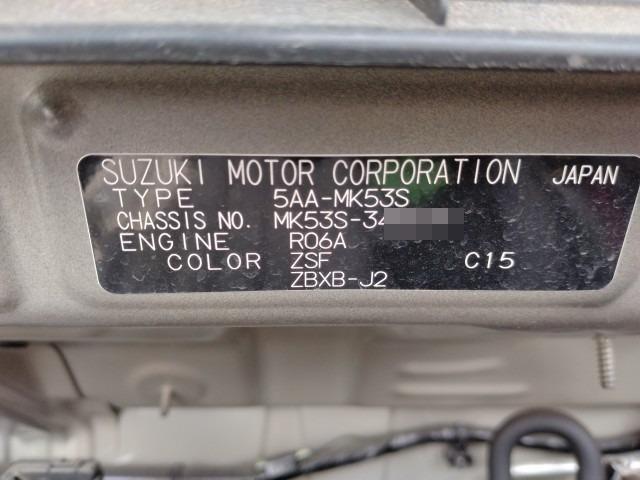 SUZUKI MOTOR CORPORATION JAPAN
TYPE 5AA-MK53S
CHASSIS NO. MK53S-34
ENGINE R06A
COLOR ZSF C15
ZBXB-J2